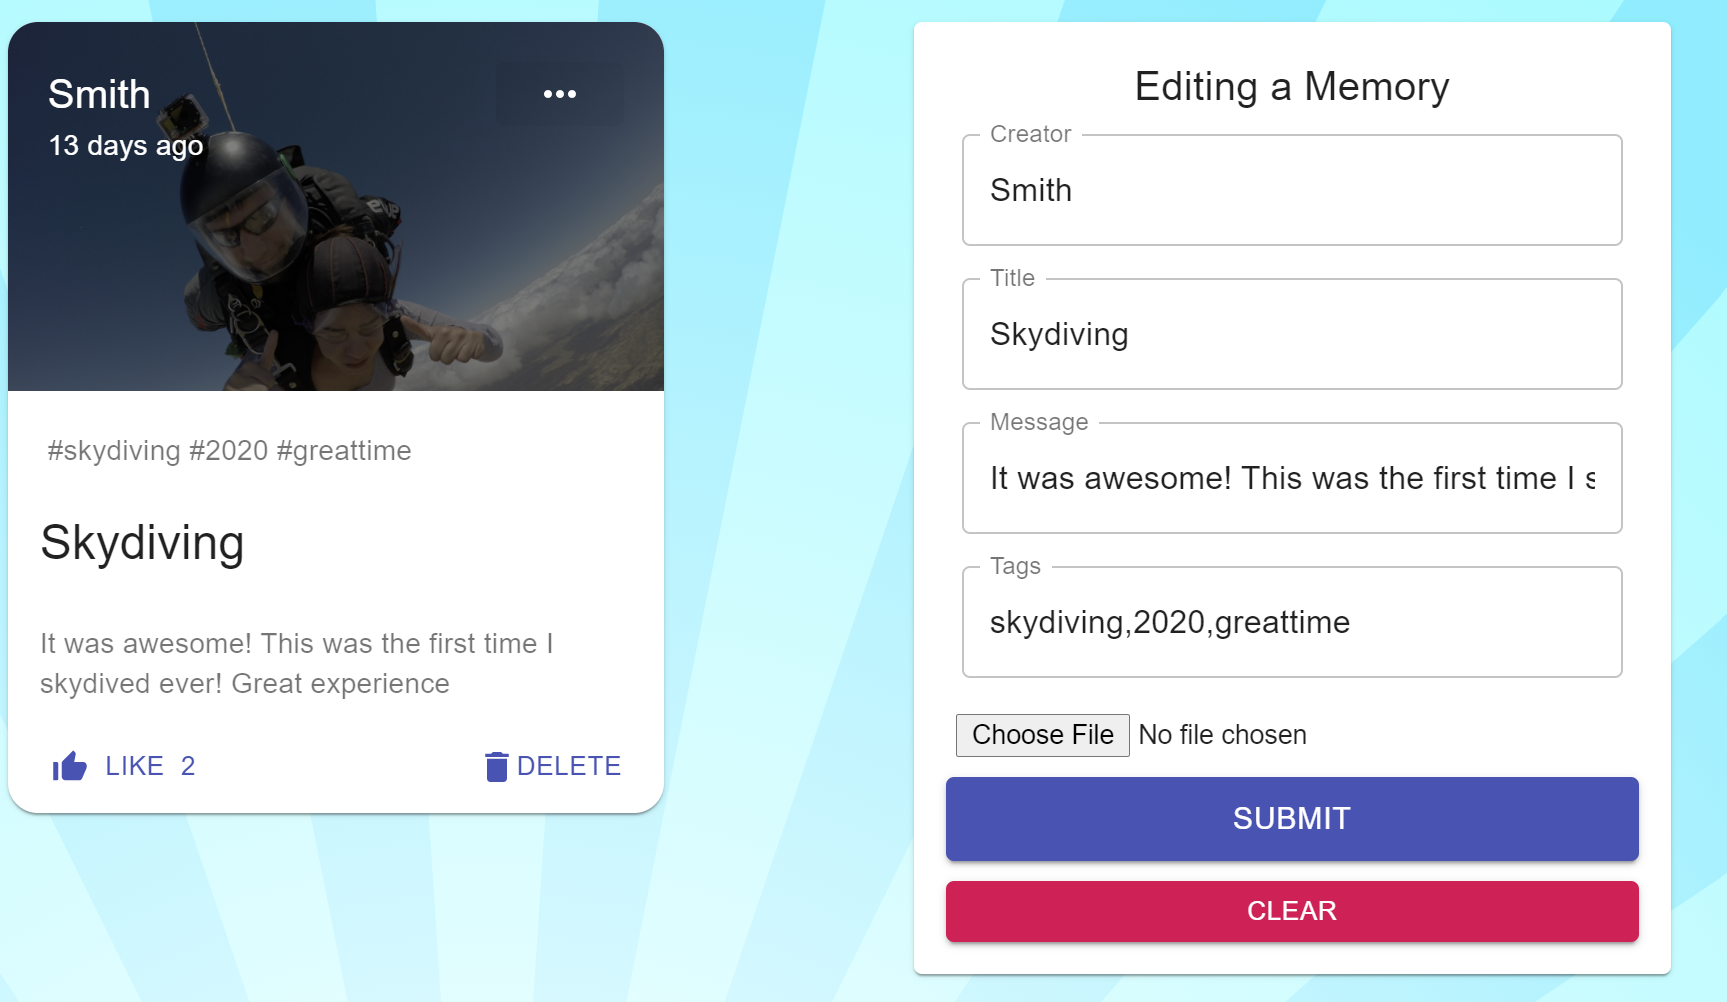 Smith
13 days ago
#skydiving #2020 #greattime
Skydiving
It was awesome! This was the first time I
skydived ever! Great experience
LIKE 2
DELETE
Editing a Memory
Creator
Smith
Title
Skydiving
Message
It was awesome! This was the first time I s
Tags
skydiving,2020,greattime
Choose File No file chosen
SUBMIT
CLEAR